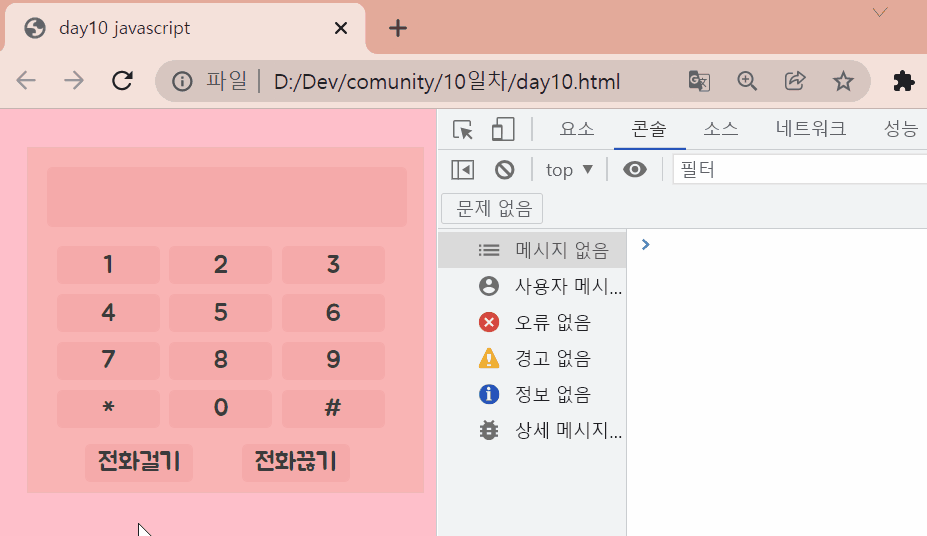 day10 javascript
파일 D:/Dev/comunity/10일차/day10.html
요소 콘솔 소스 네트워크 성능
top ▼ 필터
문제 없음
메시지 없음
사용자 메시...
오류 없음
경고 없음
정보 없음
상세 메시지...
1 2 3
4 5 6
7 8 9
* 0 #
전화걸기 전화끊기